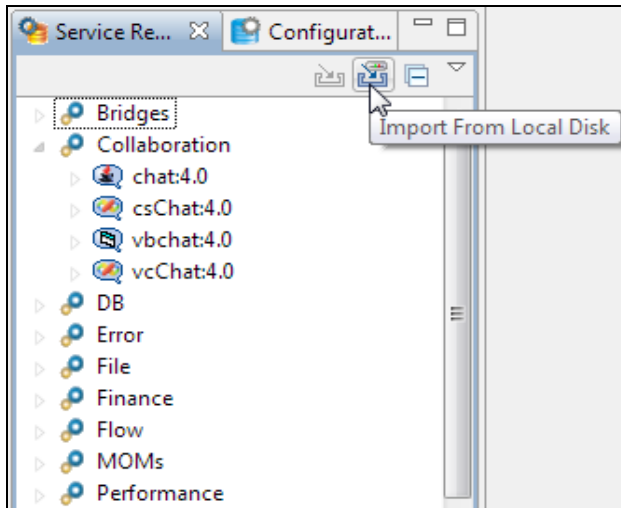 Service Re... Configurat...
Import From Local Disk
Bridges
Collaboration
chat:4.0
csChat:4.0
vbchat:4.0
vcChat:4.0
DB
Error
File
Finance
Flow
MOMs
Performance